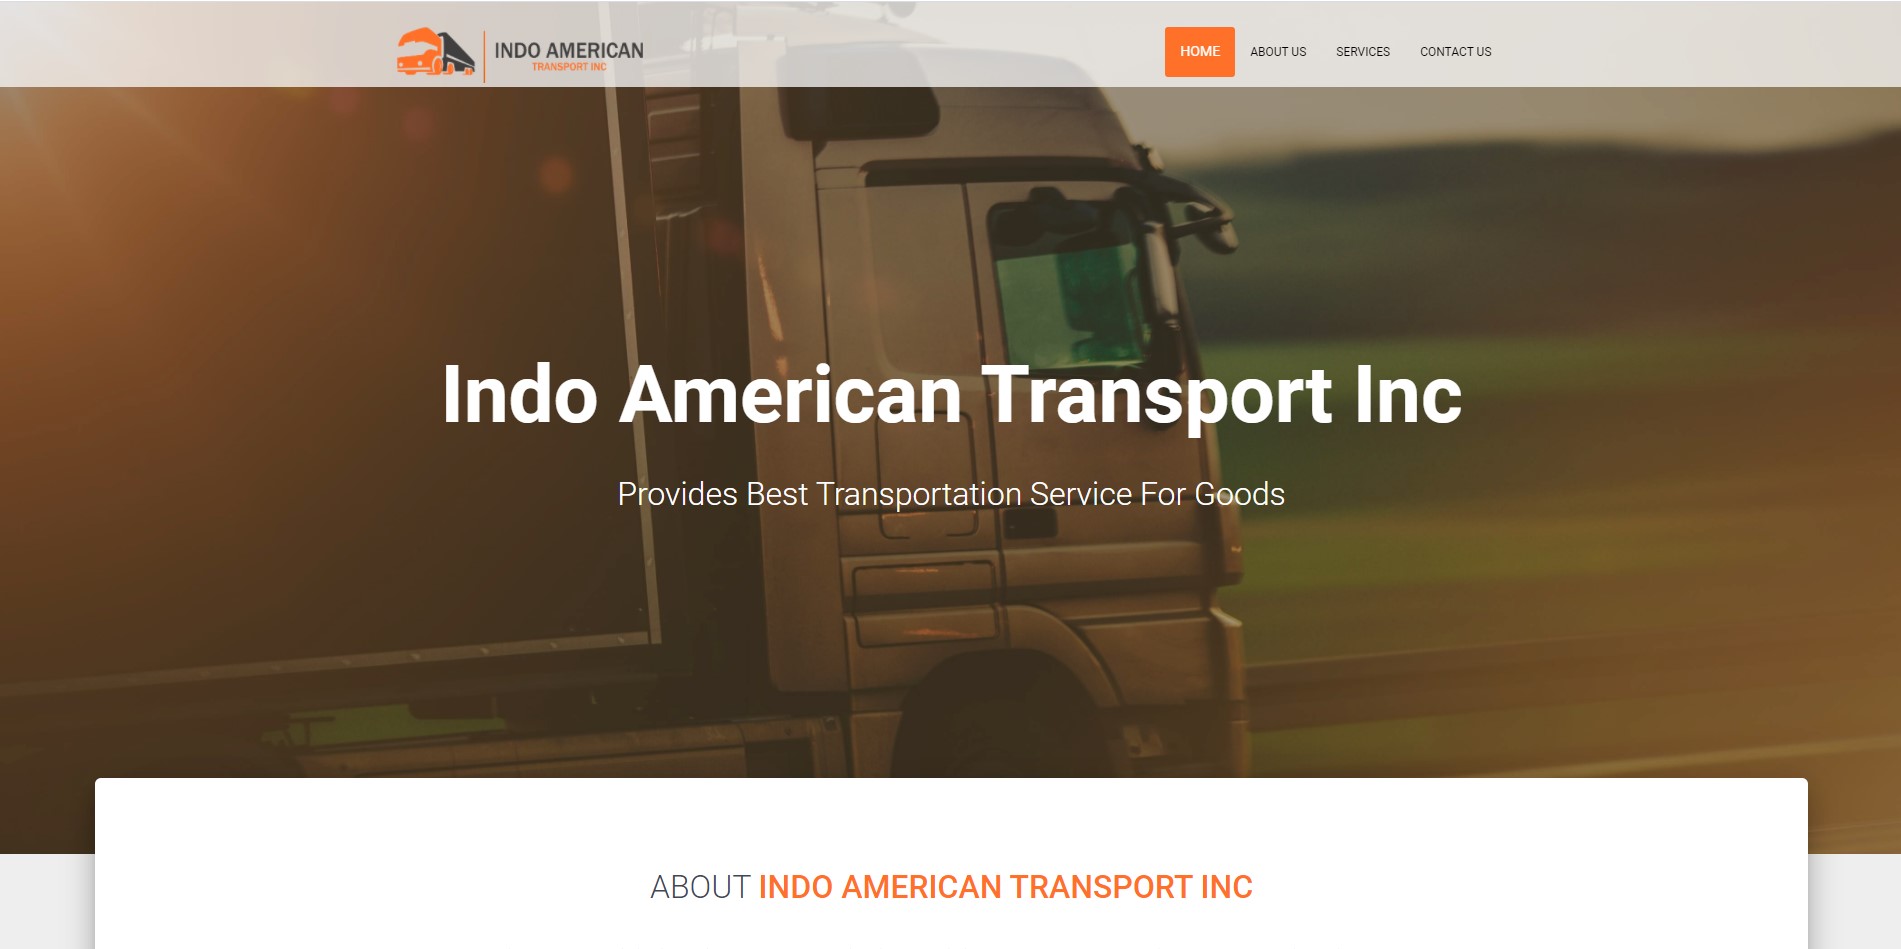 INDO AMERICAN
TRANSPORT INC
HOME
ABOUT US
SERVICES
CONTACT US
Indo American Transport Inc
Provides Best Transportation Service For Goods
ABOUT INDO AMERICAN TRANSPORT INC